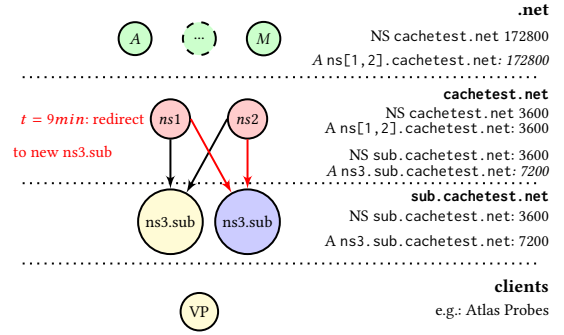 .net
A ... M
NS cachetest.net 172800
A ns[1,2].cachetest.net: 172800
cachetest.net
t = 9min: redirect
to new ns3.sub
ns1 ns2
NS cachetest.net 3600
A ns[1,2].cachetest.net: 3600
NS sub.cachetest.net: 3600
A ns3.sub.cachetest.net: 7200
sub.cachetest.net
ns3.sub ns3.sub
NS sub.cachetest.net: 3600
A ns3.sub.cachetest.net: 7200
clients
VP
e.g.: Atlas Probes